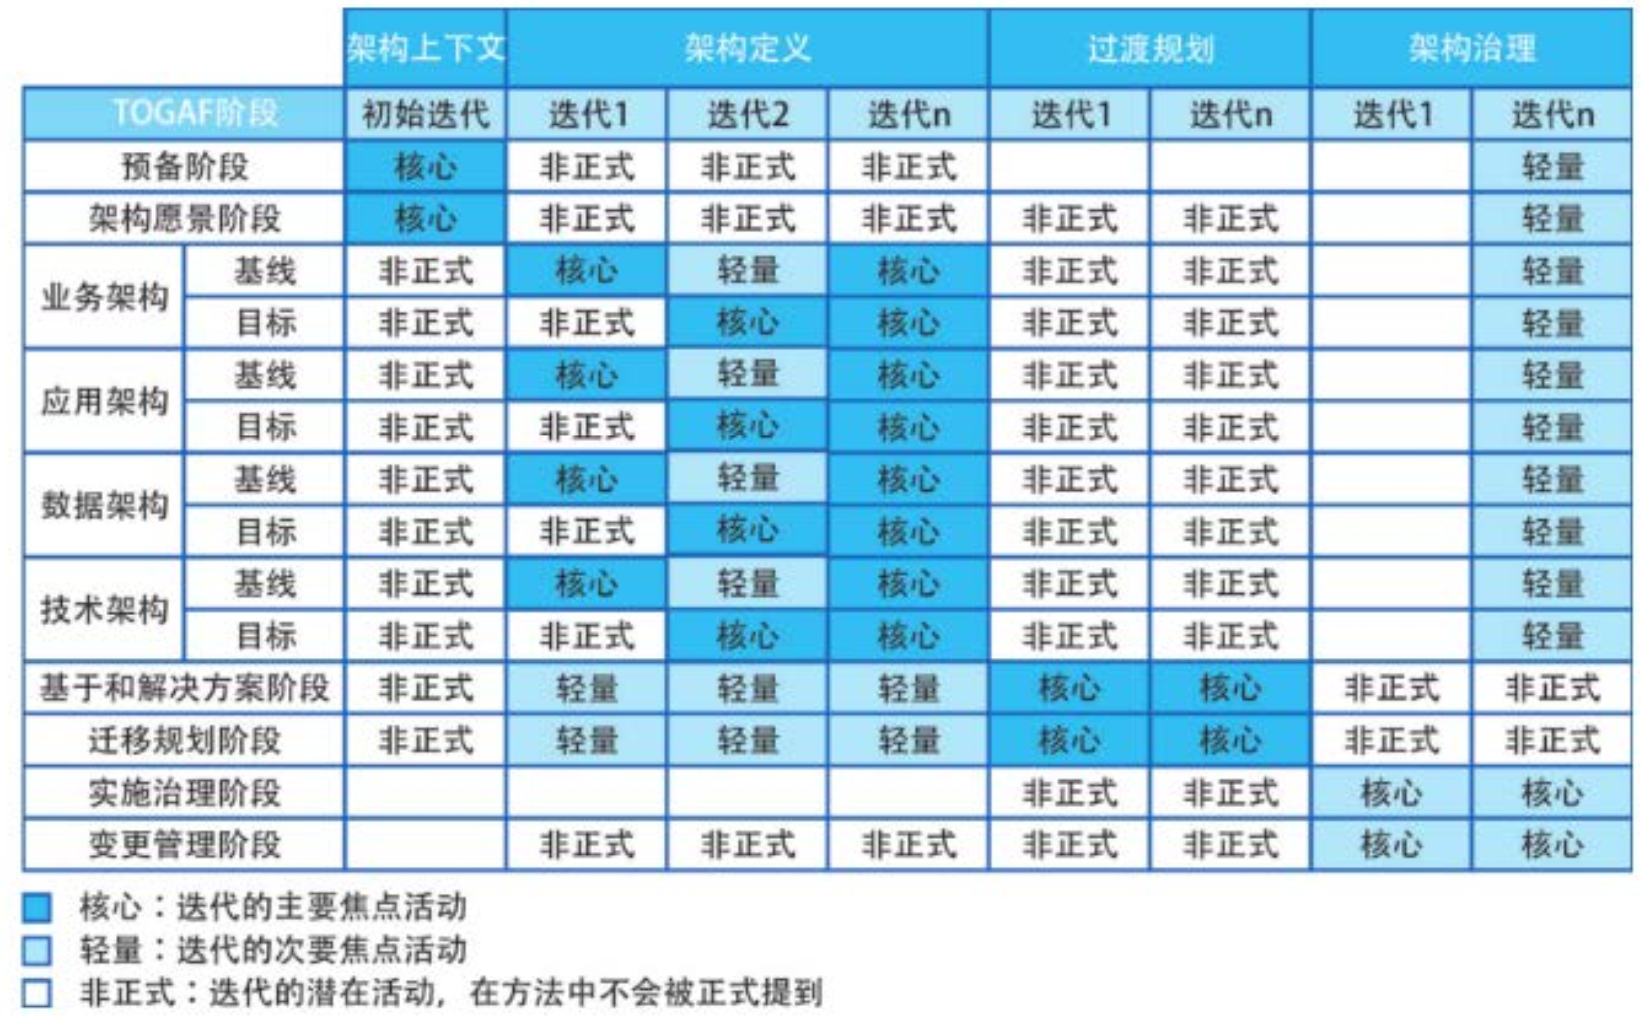 架构上下文 架构定义 过渡规划 架构治理
TOGAF阶段 初始迭代 迭代1 迭代2 迭代n 迭代1 迭代n 迭代1 迭代n
预备阶段 核心 非正式 非正式 非正式 轻量
架构愿景阶段 核心 非正式 非正式 非正式 非正式 非正式 轻量
业务架构 基线 非正式 核心 轻量 核心 非正式 非正式 轻量
目标 非正式 非正式 核心 核心 非正式 非正式 轻量
应用架构 基线 非正式 核心 轻量 核心 非正式 非正式 轻量
目标 非正式 非正式 核心 核心 非正式 非正式 轻量
数据架构 基线 非正式 核心 轻量 核心 非正式 非正式 轻量
目标 非正式 非正式 核心 核心 非正式 非正式 轻量
技术架构 基线 非正式 核心 轻量 核心 非正式 非正式 轻量
目标 非正式 非正式 核心 核心 非正式 非正式 轻量
基于和解决方案阶段 非正式 轻量 轻量 轻量 核心 核心 非正式 非正式
迁移规划阶段 非正式 轻量 轻量 轻量 核心 核心 非正式 非正式
实施治理阶段 非正式 非正式 核心 核心
变更管理阶段 非正式 非正式 非正式 非正式 非正式 核心 核心
核心：迭代的主要焦点活动
轻量：迭代的次要焦点活动
非正式：迭代的潜在活动，在方法中不会被正式提到